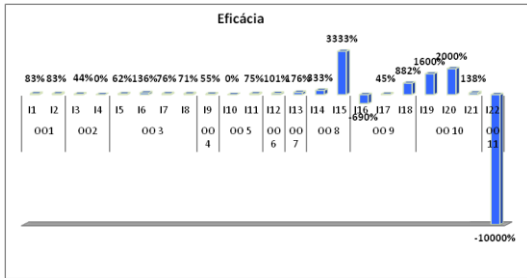 Eficácia
3333%
2000%
1600%
882%
83% 83% 44% 0% 62% 136% 76% 71% 55% 0% 75% 101% 176% 333% 45% 138%
I1 I2 I3 I4 I5 I6 I7 I8 I9 I10 I11 I12 I13 I14 I15 I16 I17 I18 I19 I20 I21 I22
-690%
OO1 OO2 OO 3 OO 4 OO 5 OO 6 OO 7 OO 8 OO 9 OO 10 OO 11
-10000%